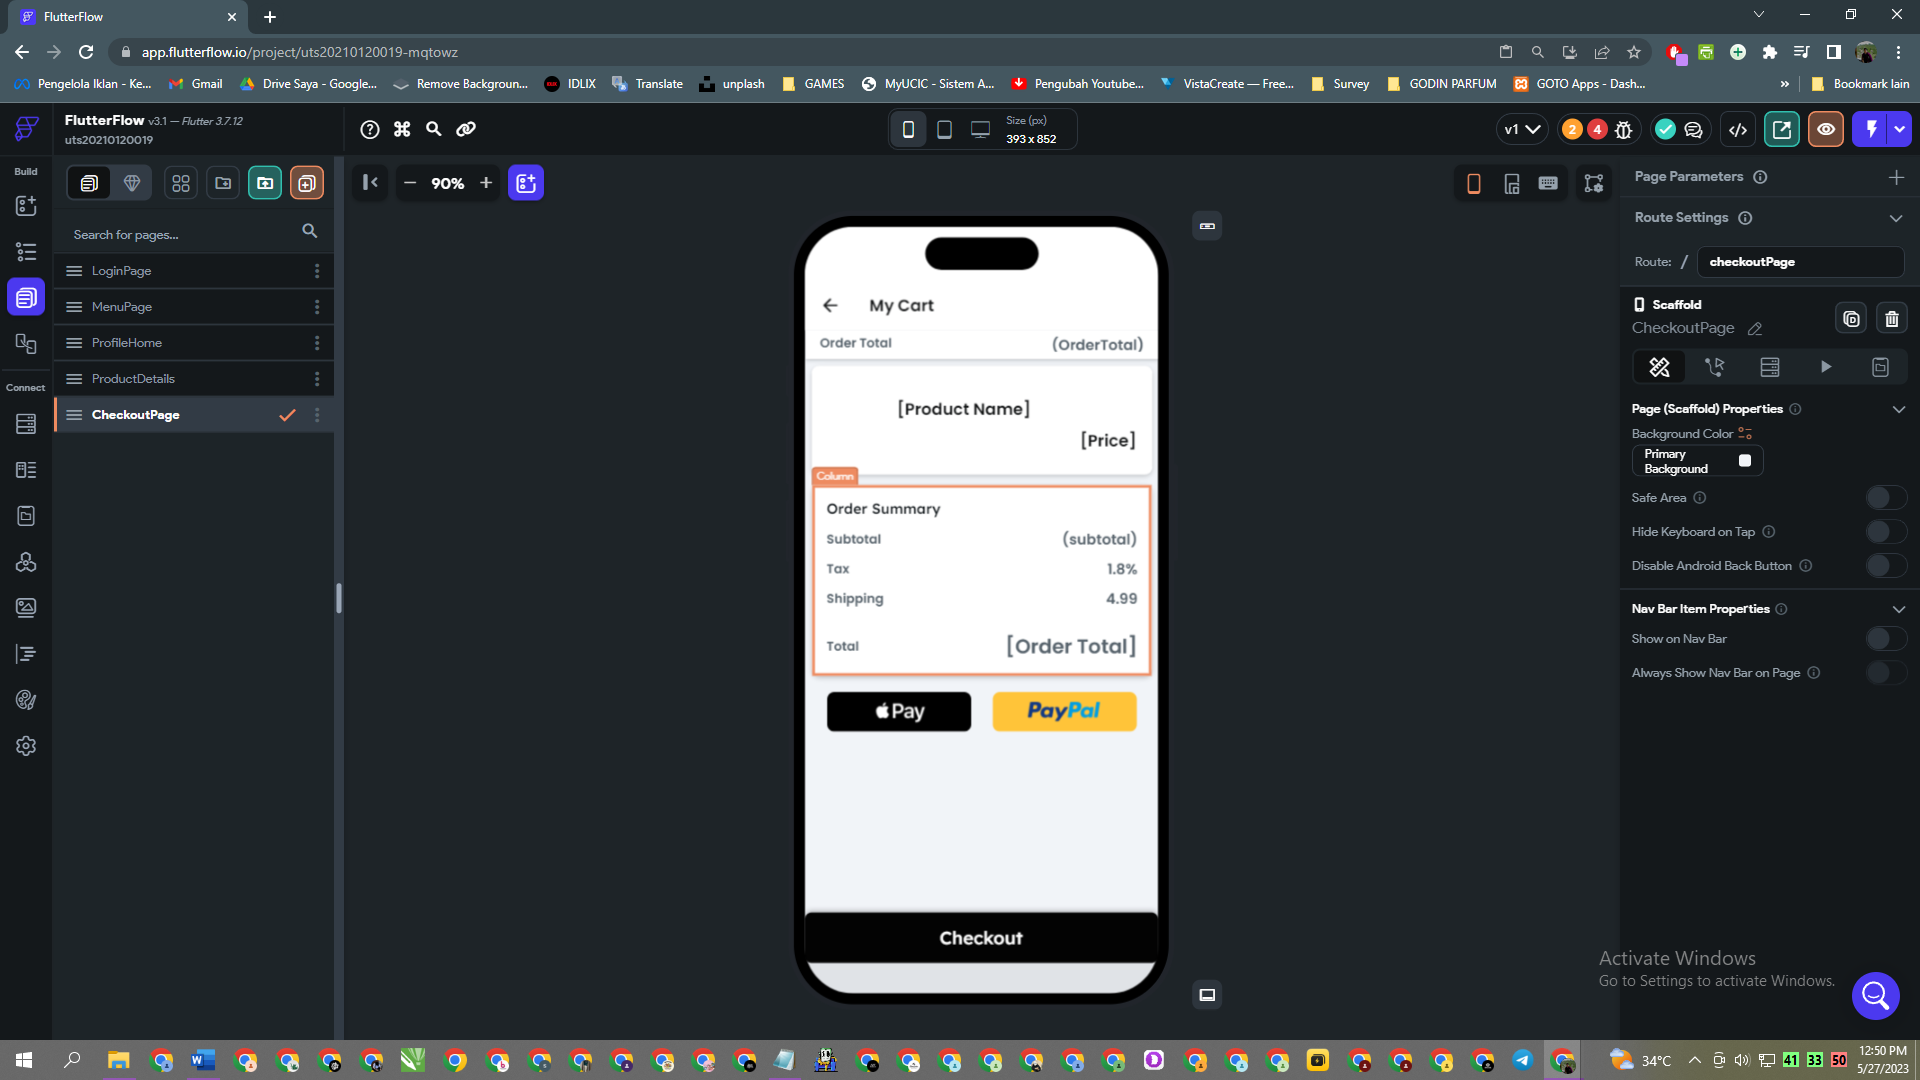 FlutterFlow
app.flutterflow.io/project/uts20210120019-mqtowz
Pengelola Iklan - Ke...
Gmail
Drive Saya - Google...
Remove Backgroun...
IDLIX
Translate
unplash
GAMES
MyUCIC - Sistem A...
Pengubah Youtube...
VistaCreate — Free...
Survey
GODIN PARFUM
GOTO Apps - Dash...
»
Bookmark lain
FlutterFlow v3.1 — Flutter 3.7.12
uts20210120019
Size (px)
393 x 852
v1
2
4
Build
90%
Search for pages...
LoginPage
MenuPage
ProfileHome
ProductDetails
CheckoutPage
Connect
My Cart
Order Total
(OrderTotal)
[Product Name]
[Price]
Column
Order Summary
Subtotal
(subtotal)
Tax
1.8%
Shipping
4.99
Total
[Order Total]
Pay
PayPal
Checkout
Page Parameters
Route Settings
Route: /
checkoutPage
Scaffold
CheckoutPage
Page (Scaffold) Properties
Background Color
Primary
Background
Safe Area
Hide Keyboard on Tap
Disable Android Back Button
Nav Bar Item Properties
Show on Nav Bar
Always Show Nav Bar on Page
Activate Windows
Go to Settings to activate Windows.
34°C
41
33
50
12:50 PM
5/27/2023